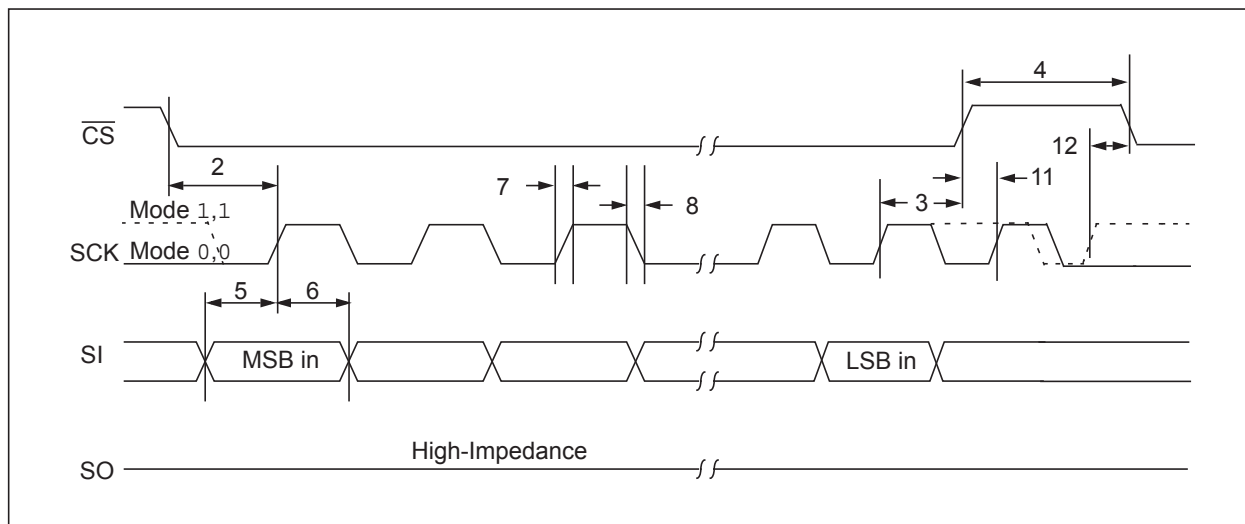 4
CS
12
2
7
8
3
11
Mode 1,1
SCK Mode 0,0
5
6
SI
MSB in
LSB in
High-Impedance
SO